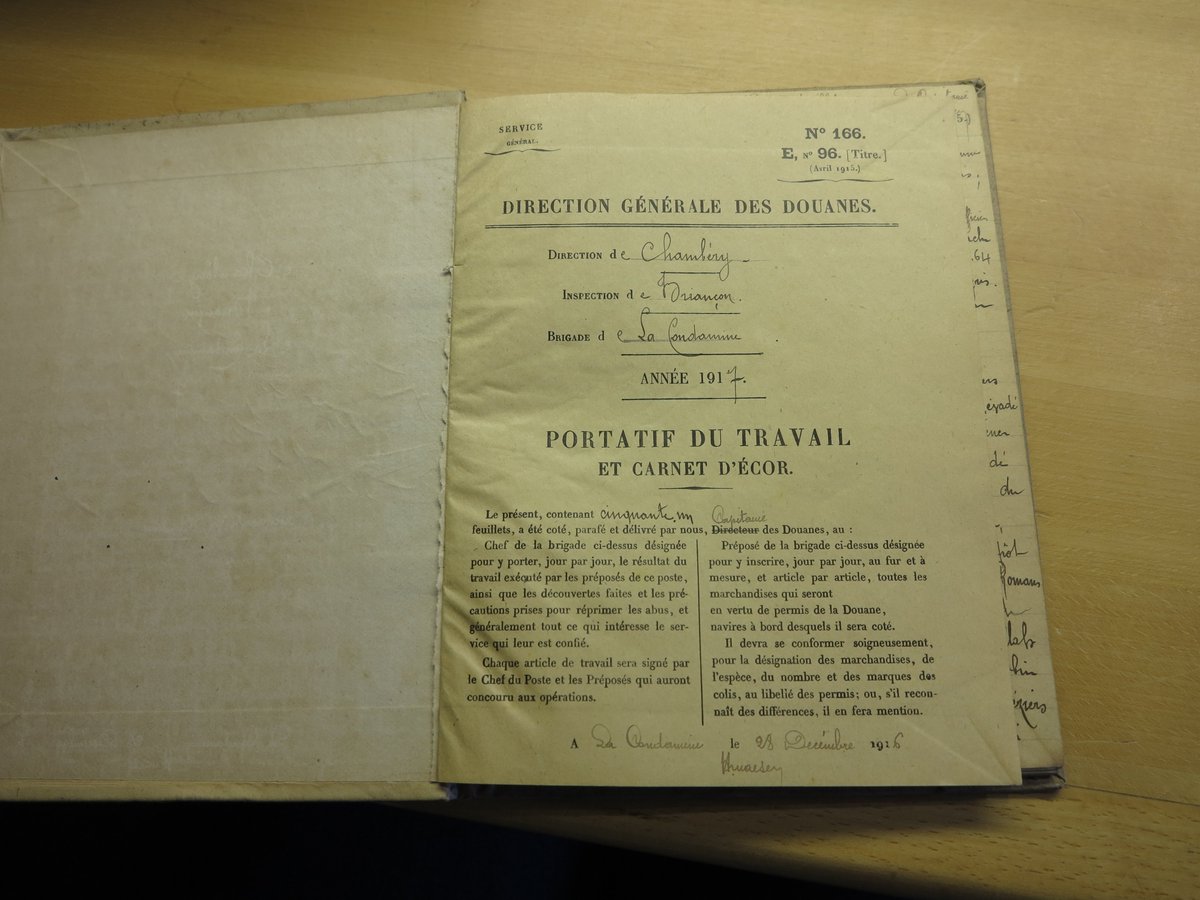 SERVICE
GÉNÉRAL.
N° 166.
E, N° 96. [Titre.]
(Avril 1915.)
DIRECTION GÉNÉRALE DES DOUANES.
DIRECTION de Chambéry
INSPECTION de Briançon.
BRIGADE de La Condamine
ANNÉE 1917.
PORTATIF DU TRAVAIL
ET CARNET D'ÉCOR.
Le présent, contenant cinquante un Capitaine
feuillets, a été coté, parafé et délivré par nous, Directeur des Douanes, au :
Chef de la brigade ci-dessus désignée
pour y porter, jour par jour, le résultat du
travail exécuté par les préposés de ce poste,
ainsi que les découvertes faites et les pré-
cautions prises pour réprimer les abus, et
généralement tout ce qui intéresse le ser-
vice qui leur est confié.
Chaque article de travail sera signé par
le Chef du Poste et les Préposés qui auront
concouru aux opérations.
Préposé de la brigade ci-dessus désignée
pour y inscrire, jour par jour, au fur et à
mesure, et article par article, toutes les
marchandises qui seront
en vertu de permis de la Douane,
navires à bord desquels il sera coté.
Il devra se conformer soigneusement,
pour la désignation des marchandises, de
l'espèce, du nombre et des marques des
colis, au libellé des permis; ou, s'il recon-
naît des différences, il en fera mention.
A La Condamine le 28 Decémbre 1916
64
évadé
dé
du